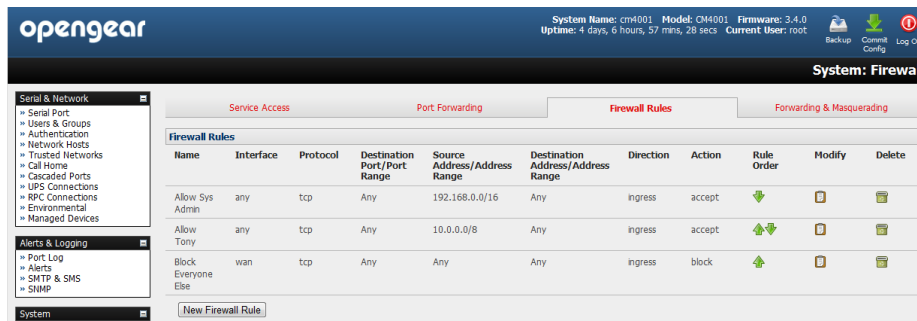 opengear
System Name: cm4001 Model: CM4001 Firmware: 3.4.0
Uptime: 4 days, 6 hours, 57 mins, 28 secs Current User: root
Backup
Commit Config
Log O
System: Firewa
Serial & Network
» Serial Port
» Users & Groups
» Authentication
» Network Hosts
» Trusted Networks
» Call Home
» Cascaded Ports
» UPS Connections
» RPC Connections
» Environmental
» Managed Devices
Alerts & Logging
» Port Log
» Alerts
» SMTP & SMS
» SNMP
System
Service Access Port Forwarding Firewall Rules Forwarding & Masquerading
Firewall Rules
Name Interface Protocol Destination Port/Port Range Source Address/Address Range Destination Address/Address Range Direction Action Rule Order Modify Delete
Allow Sys Admin any tcp Any 192.168.0.0/16 Any ingress accept
Allow Tony any tcp Any 10.0.0.0/8 Any ingress accept
Block Everyone Else wan tcp Any Any Any ingress block
New Firewall Rule